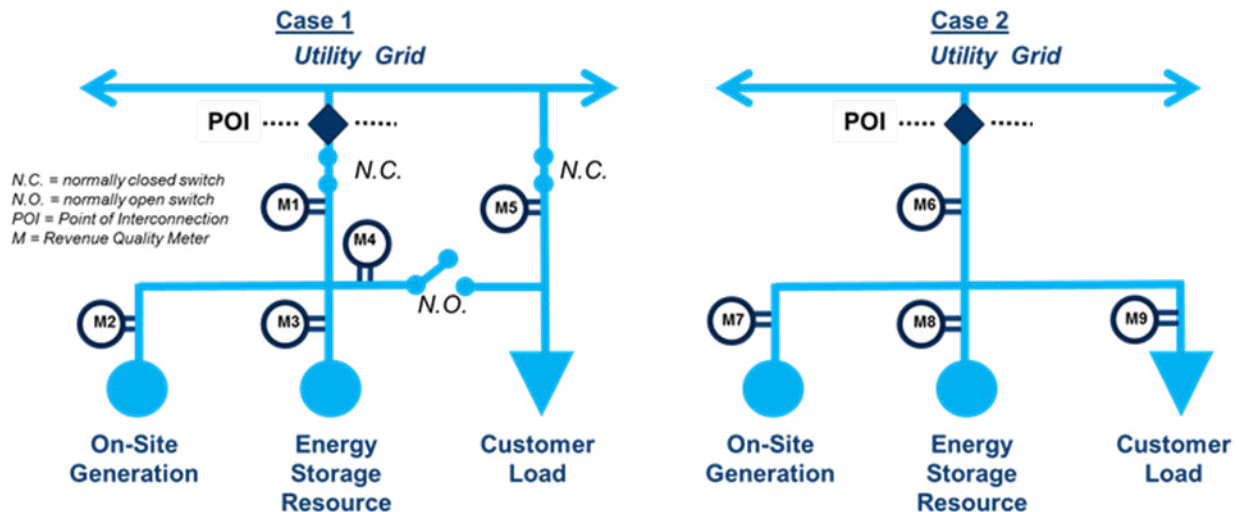 Case 1
Utility Grid
POI
N.C.
N.C.
N.C. = normally closed switch
N.O. = normally open switch
POI = Point of Interconnection
M = Revenue Quality Meter
M1
M5
M4
N.O.
M2
M3
On-Site
Generation
Energy
Storage
Resource
Customer
Load
Case 2
Utility Grid
POI
M6
M7
M8
M9
On-Site
Generation
Energy
Storage
Resource
Customer
Load